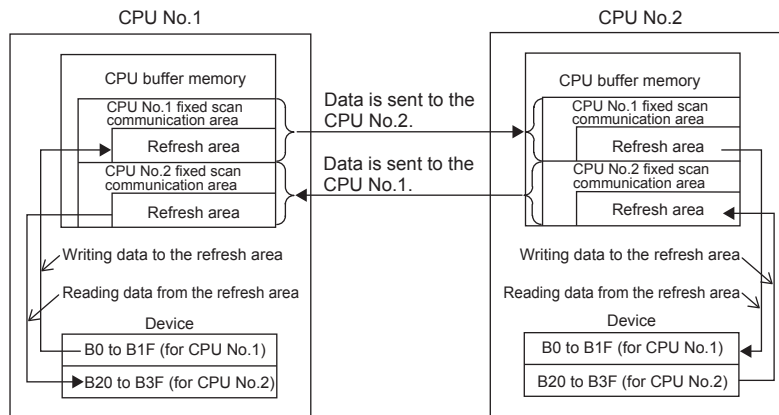 CPU No.1
CPU buffer memory
CPU No.1 fixed scan
communication area
Refresh area
CPU No.2 fixed scan
communication area
Refresh area
Writing data to the refresh area
Reading data from the refresh area
Device
B0 to B1F (for CPU No.1)
B20 to B3F (for CPU No.2)
Data is sent to the
CPU No.2.
Data is sent to the
CPU No.1.
CPU No.2
CPU buffer memory
CPU No.1 fixed scan
communication area
Refresh area
CPU No.2 fixed scan
communication area
Refresh area
Writing data to the refresh area
Reading data from the refresh area
Device
B0 to B1F (for CPU No.1)
B20 to B3F (for CPU No.2)